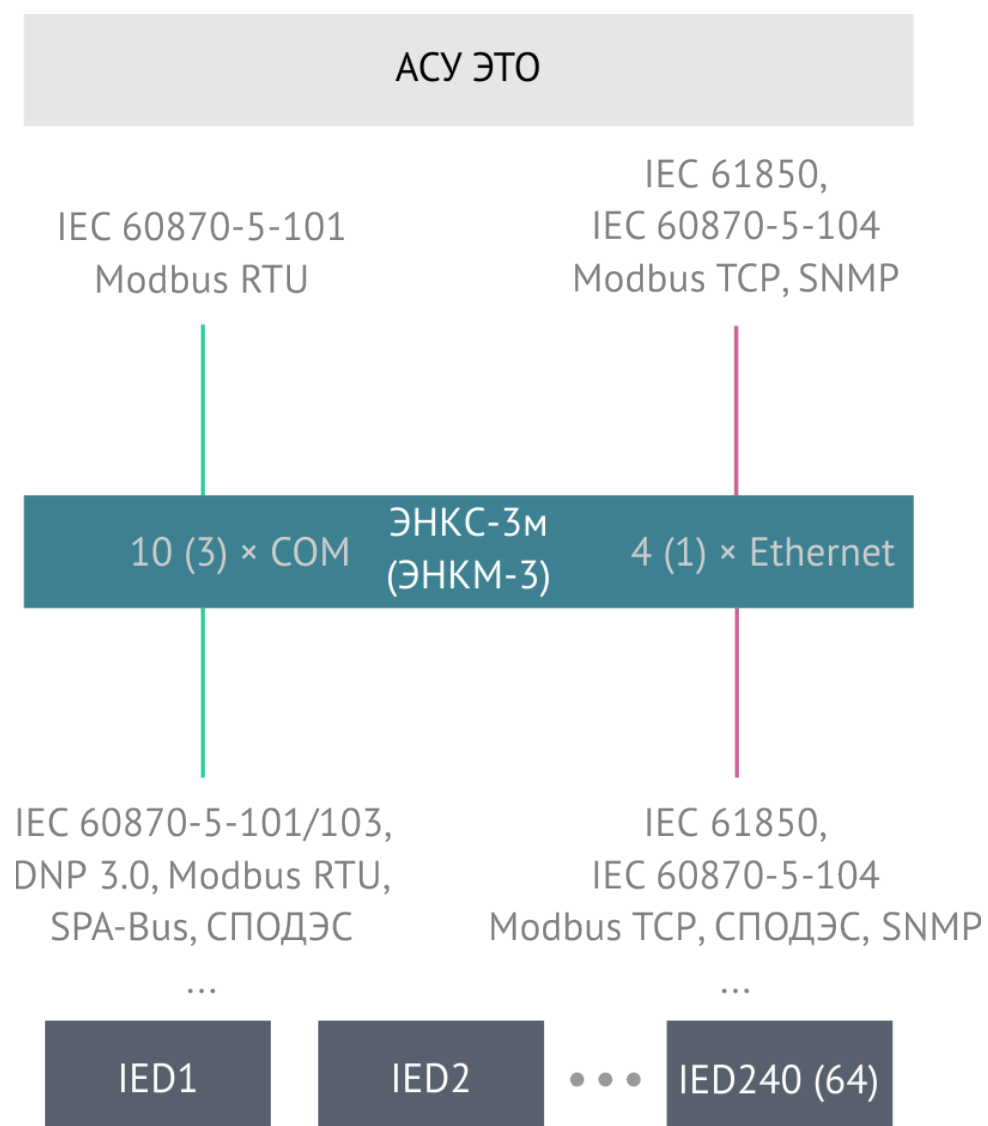 АСУ ЭТО
IEC 60870-5-101
Modbus RTU
IEC 61850,
IEC 60870-5-104
Modbus TCP, SNMP
10 (3) × COM
ЭНКС-3м
(ЭНКМ-3)
4 (1) × Ethernet
IEC 60870-5-101/103,
DNP 3.0, Modbus RTU,
SPA-Bus, СПОДЭС
...
IEC 61850,
IEC 60870-5-104
Modbus TCP, СПОДЭС, SNMP
...
IED1
IED2
IED240 (64)